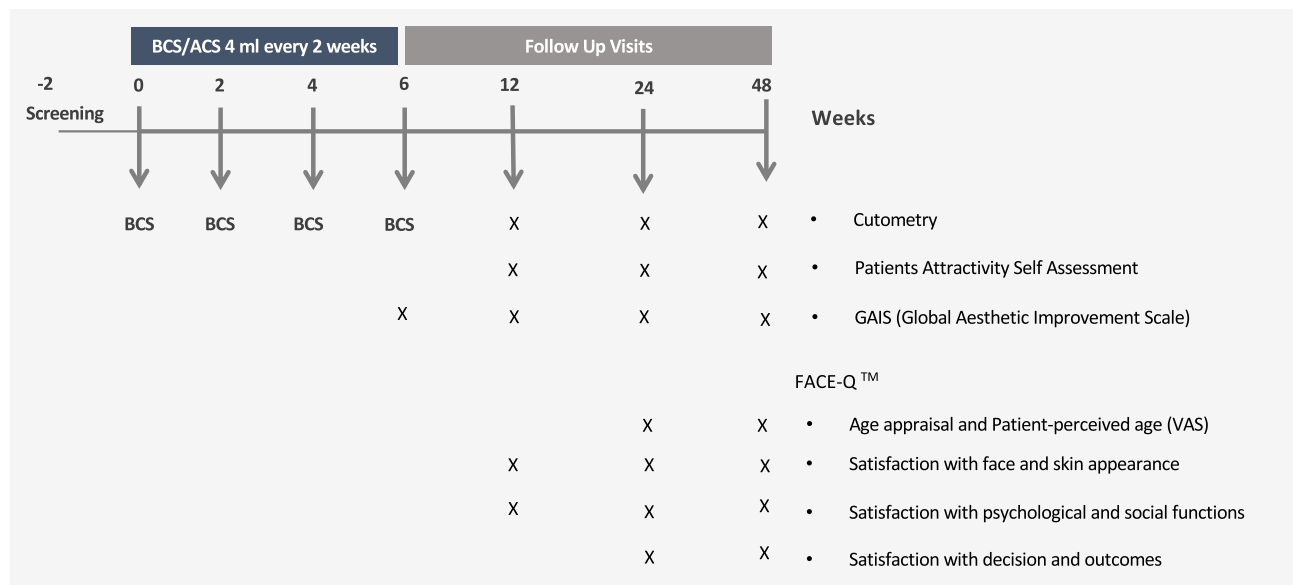 BCS/ACS 4 ml every 2 weeks Follow Up Visits
-2 0 2 4 6 12 24 48
Screening Weeks
BCS BCS BCS BCS X X X • Cutometry
X X X • Patients Attractivity Self Assessment
X X X X • GAIS (Global Aesthetic Improvement Scale)
FACE-Q TM
X X • Age appraisal and Patient-perceived age (VAS)
X X X • Satisfaction with face and skin appearance
X X X • Satisfaction with psychological and social functions
X X • Satisfaction with decision and outcomes